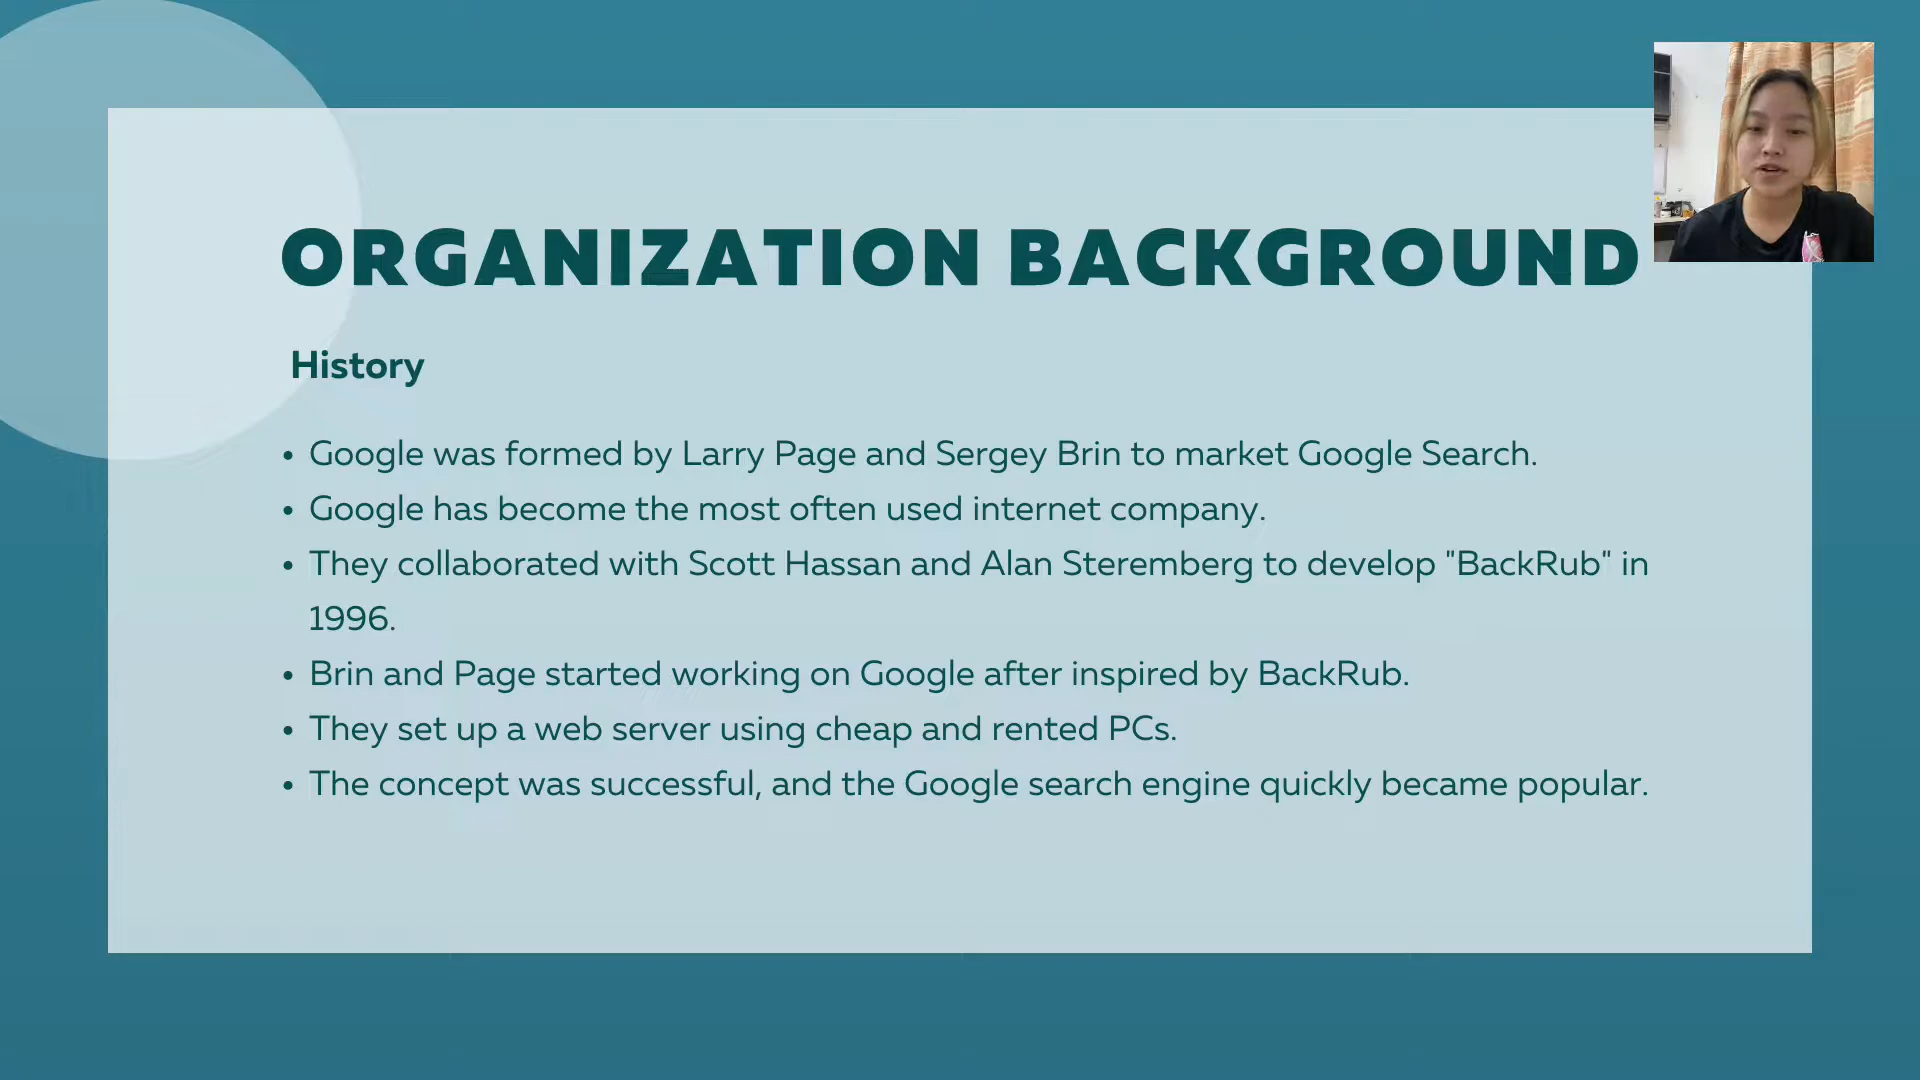 ORGANIZATION BACKGROUND
History
• Google was formed by Larry Page and Sergey Brin to market Google Search.
• Google has become the most often used internet company.
• They collaborated with Scott Hassan and Alan Steremberg to develop "BackRub" in
1996.
• Brin and Page started working on Google after inspired by BackRub.
• They set up a web server using cheap and rented PCs.
• The concept was successful, and the Google search engine quickly became popular.